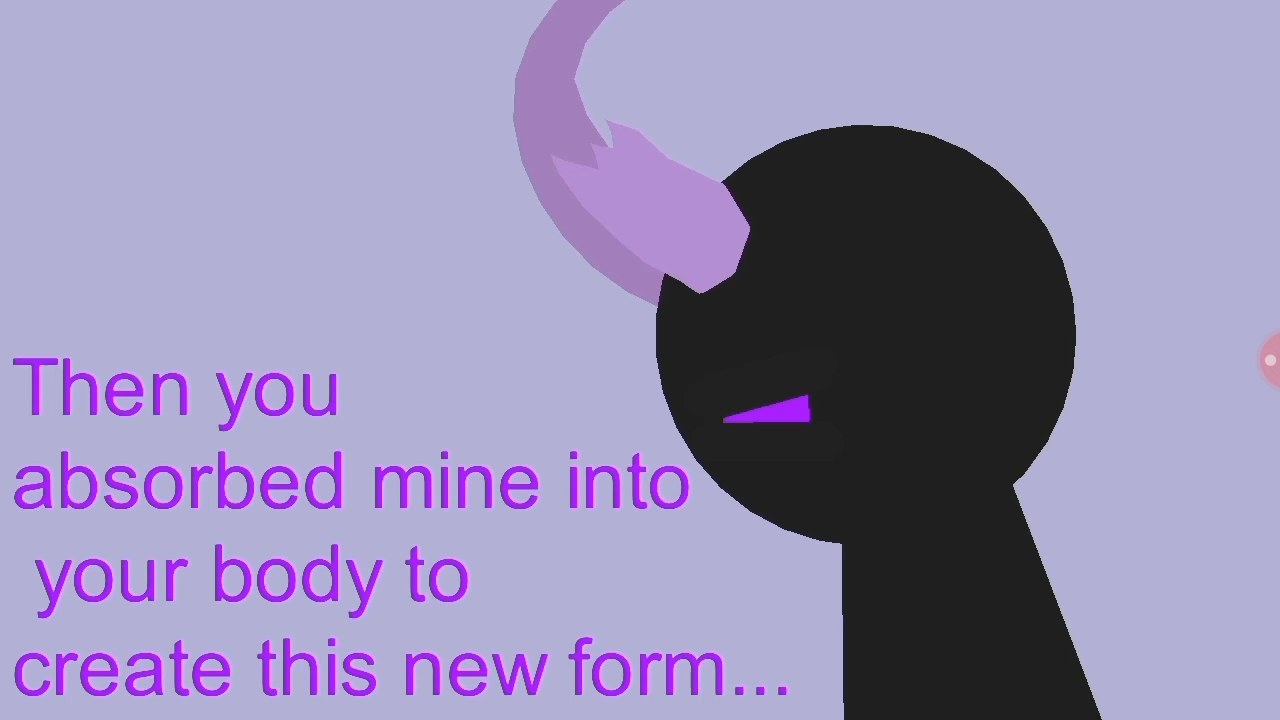 Then you
absorbed mine into
your body to
create this new form...